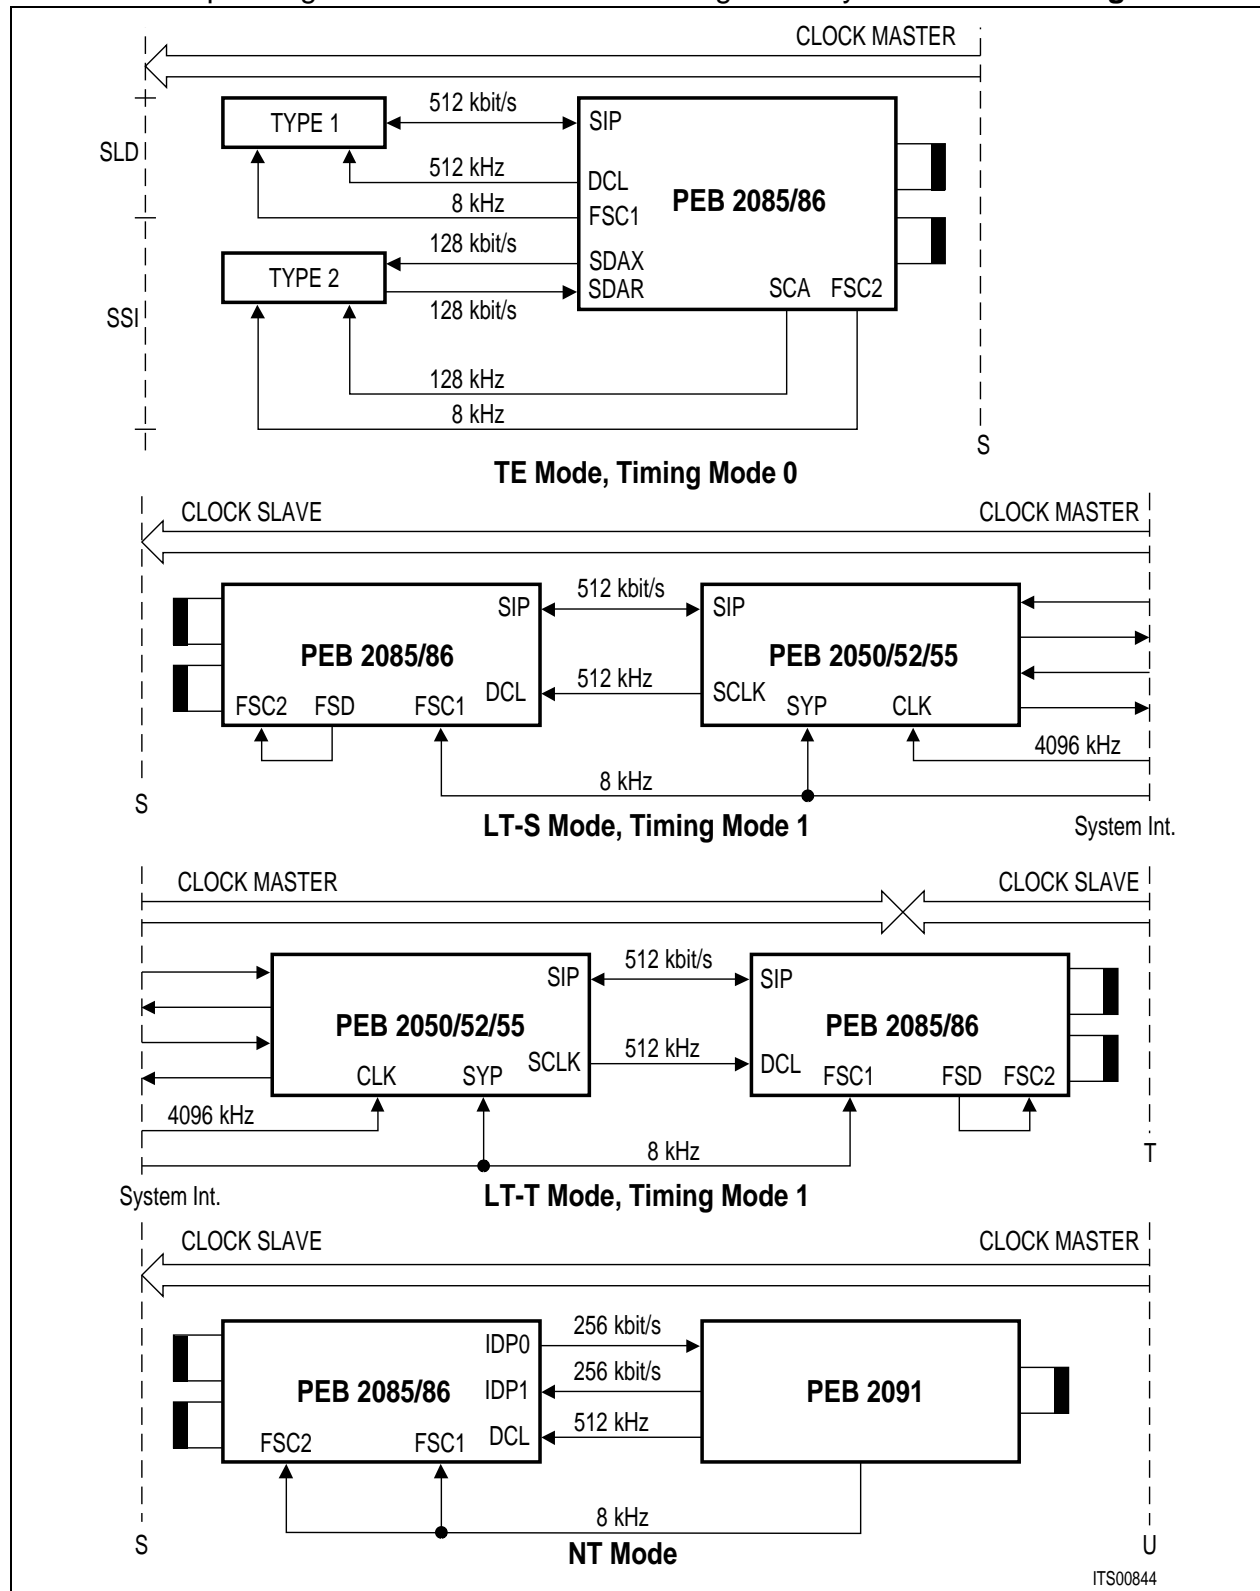 CLOCK MASTER
TYPE 1
512 kbit/s
SIP
SLD
512 kHz
DCL
PEB 2085/86
8 kHz
FSC1
128 kbit/s
SDAX
TYPE 2
SDAR
SCA
FSC2
SSI
128 kbit/s
128 kHz
8 kHz
S
TE Mode, Timing Mode 0
CLOCK SLAVE
CLOCK MASTER
SIP
512 kbit/s
SIP
PEB 2085/86
PEB 2050/52/55
DCL
512 kHz
SCLK
FSC2
FSD
FSC1
SYP
CLK
4096 kHz
8 kHz
S
LT-S Mode, Timing Mode 1
System Int.
CLOCK MASTER
CLOCK SLAVE
SIP
512 kbit/s
SIP
PEB 2050/52/55
PEB 2085/86
SCLK
512 kHz
DCL
CLK
SYP
FSC1
FSD
FSC2
4096 kHz
8 kHz
T
System Int.
LT-T Mode, Timing Mode 1
CLOCK SLAVE
CLOCK MASTER
IDP0
256 kbit/s
PEB 2085/86
IDP1
256 kbit/s
PEB 2091
FSC2
FSC1
DCL
512 kHz
8 kHz
S
NT Mode
U
ITS00844